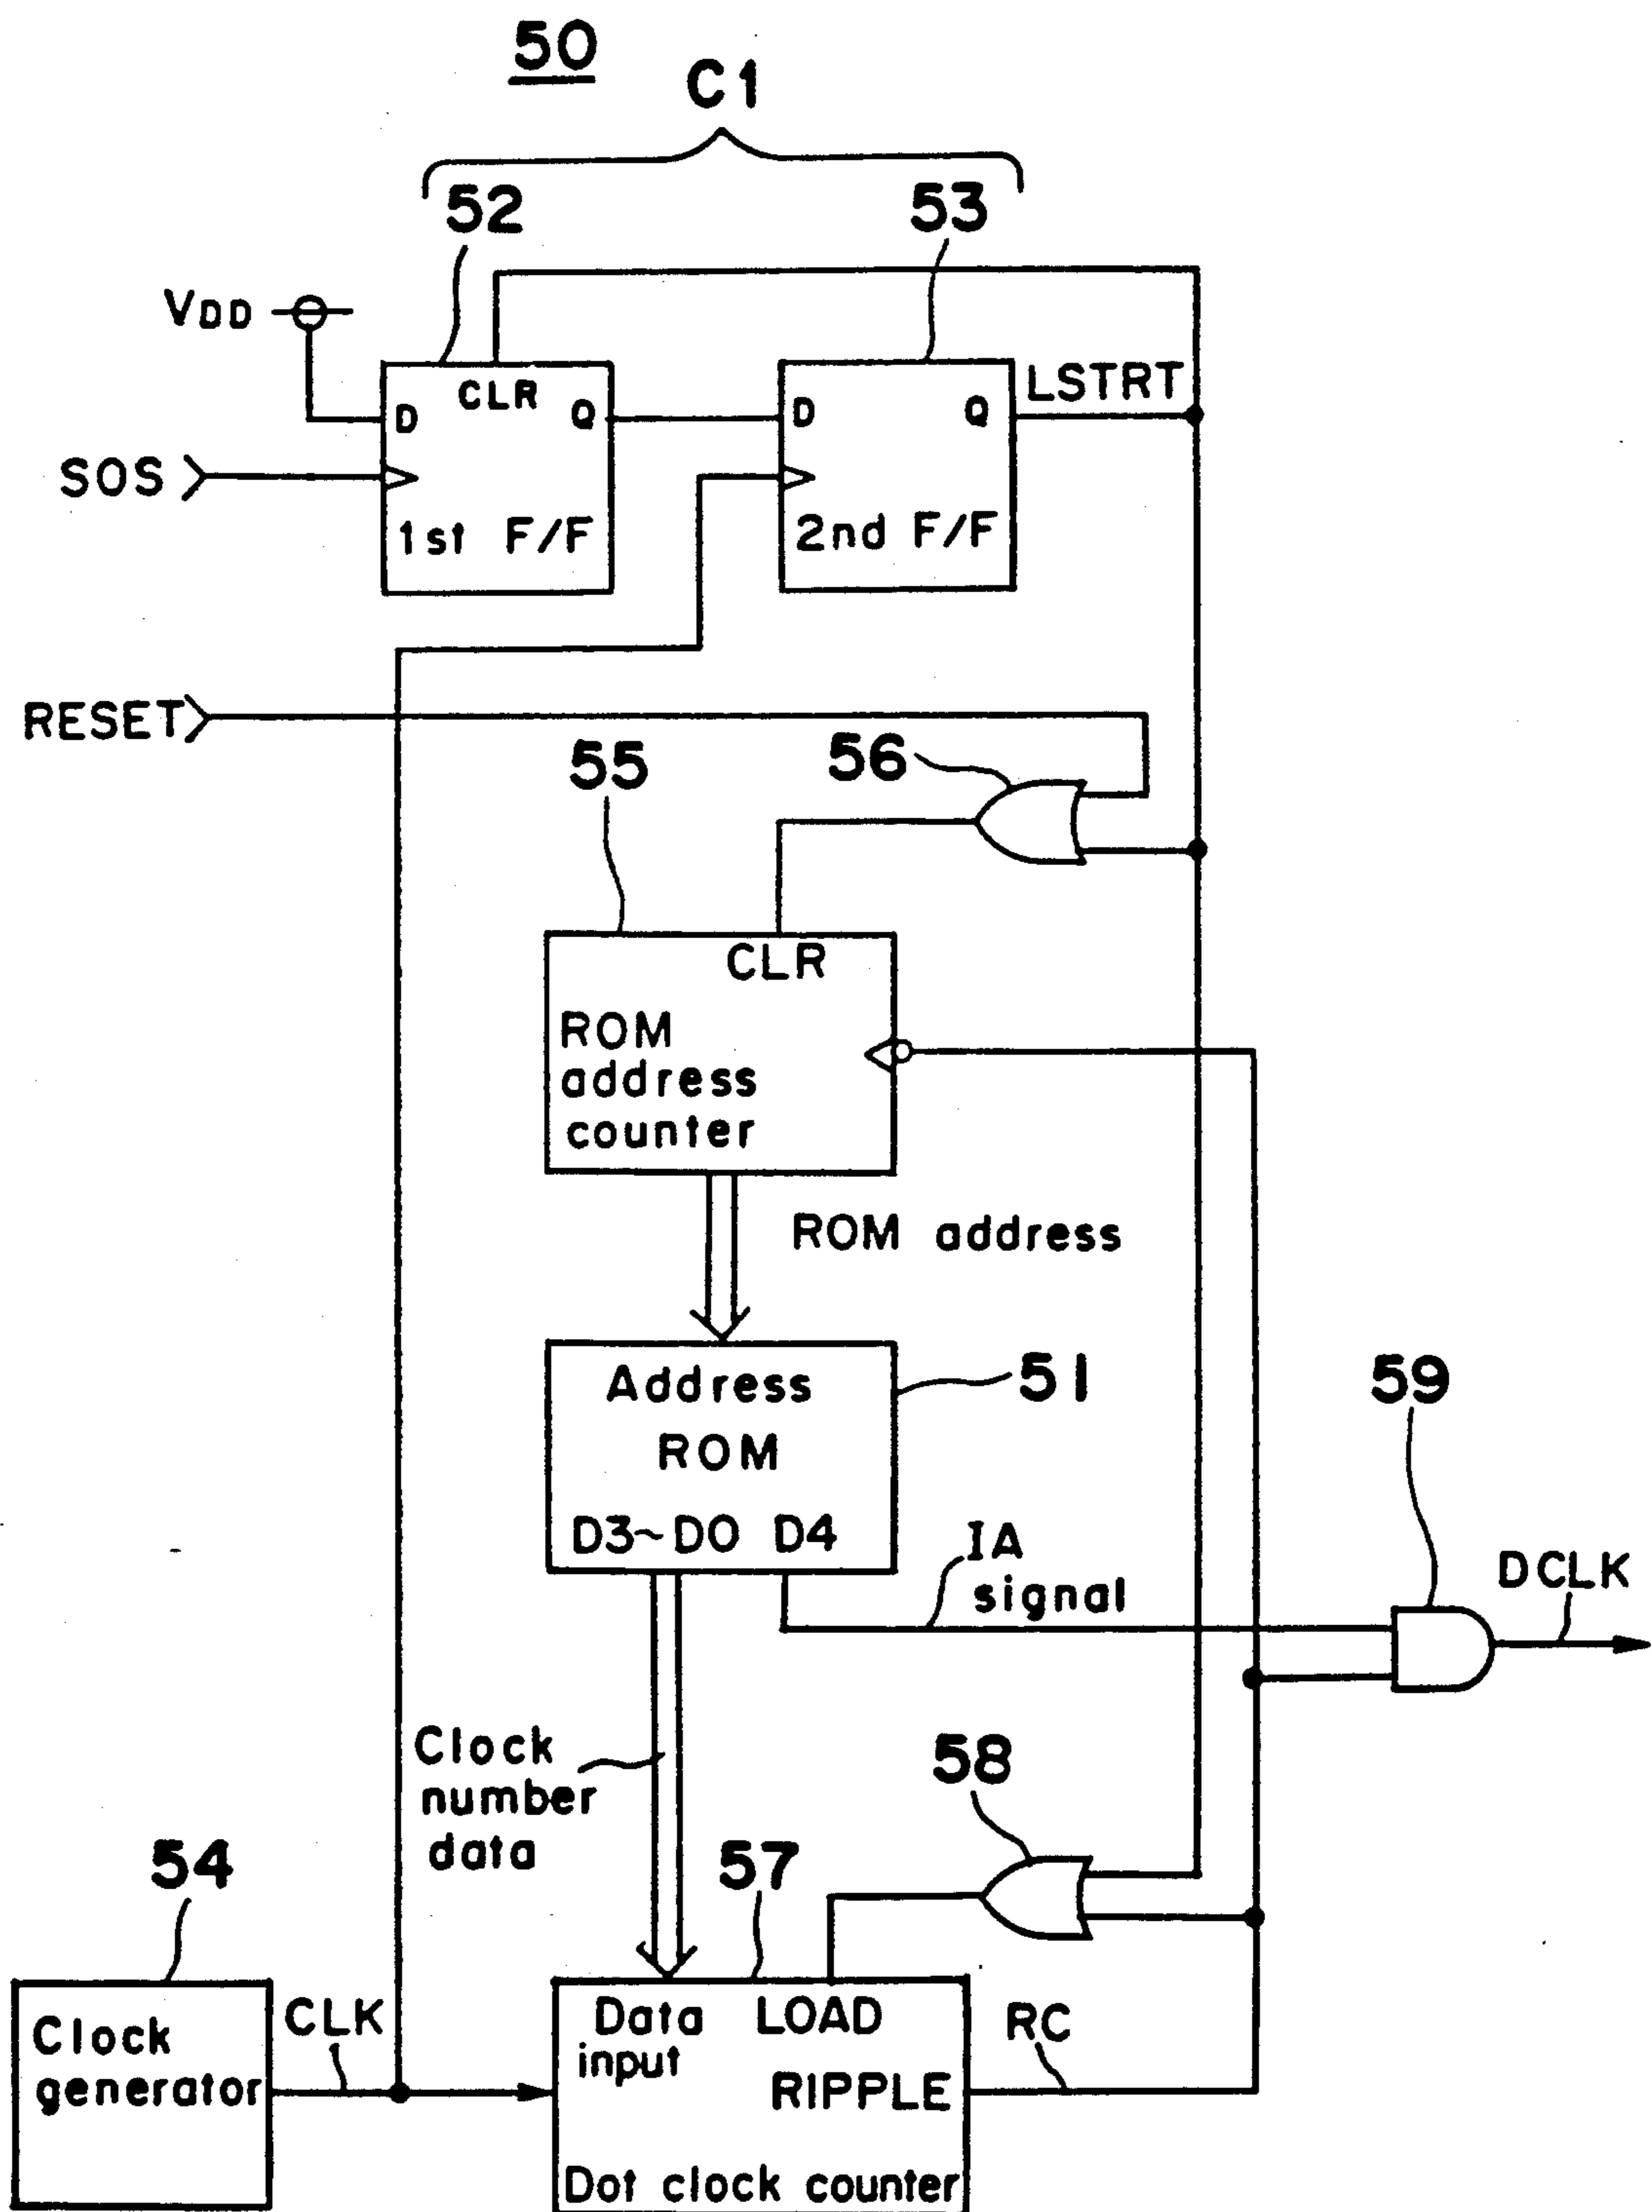 50
C1
52
53
VDD
LSTRT
CLR
D
Q
D
Q
SOS
1st F/F
2nd F/F
RESET
56
55
CLR
ROM
address
counter
ROM address
Address
ROM
D3~D0 D4
51
59
IA
signal
DCLK
Clock
number
data
58
54
57
Clock
generator
CLK
Data
input
LOAD
RIPPLE
RC
Dot clock counter